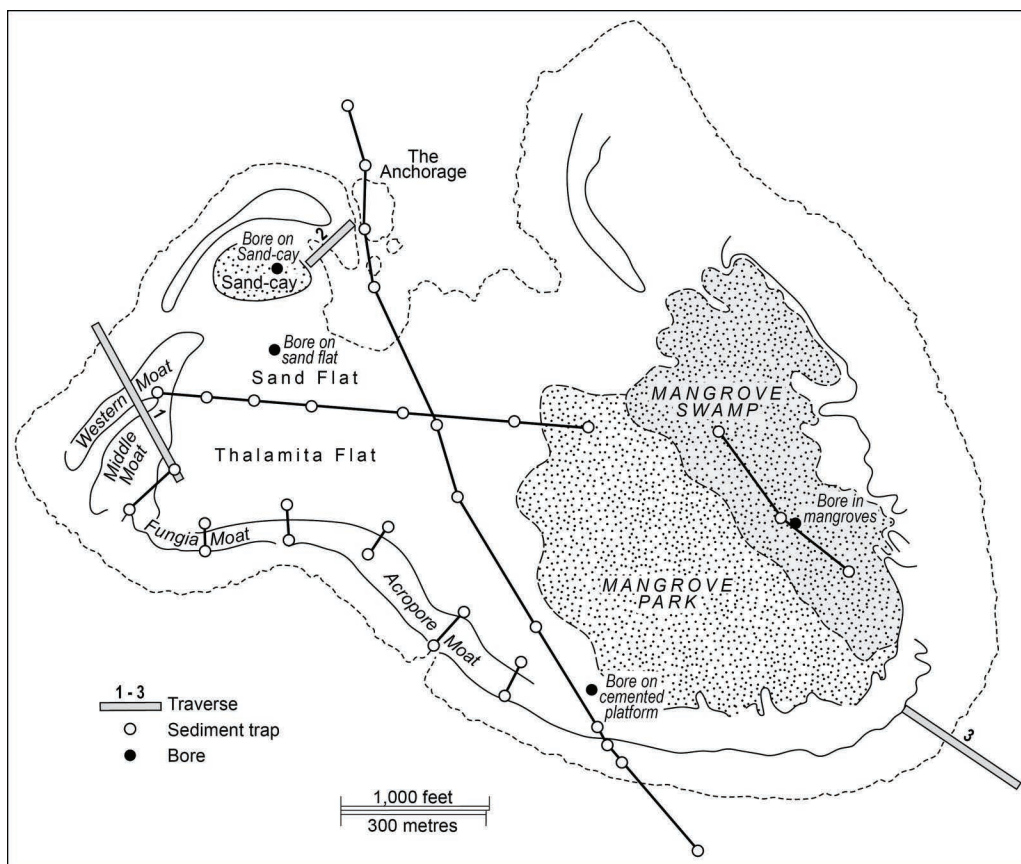 The
Anchorage
2
Bore on
Sand-cay
Sand-cay
Bore on
sand flat
Sand Flat
Western Moat
1
Middle
Moat
Thalamita Flat
MANGROVE
SWAMP
Bore in
mangroves
Fungia Moat
MANGROVE
PARK
Acropore
Moat
Bore on
cemented
platform
3
1 - 3
Traverse
Sediment trap
Bore
1,000 feet
300 metres